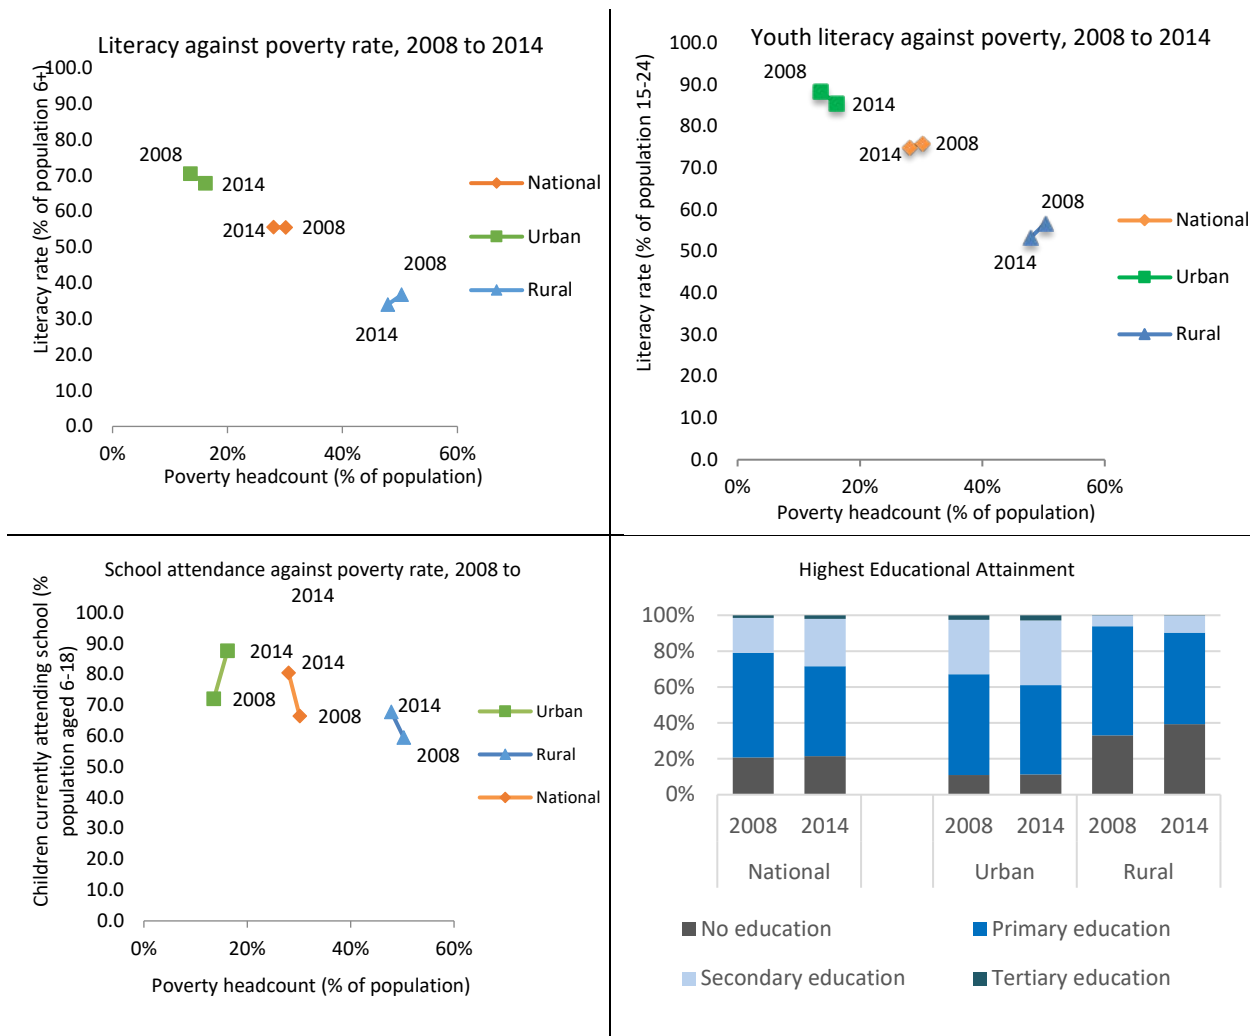 Literacy against poverty rate, 2008 to 2014
Literacy rate (% of population 6+)
100.0
90.0
80.0
70.0
60.0
50.0
40.0
30.0
20.0
10.0
0.0
2008
2014
2014
2008
2008
2014
National
Urban
Rural
0%
20%
40%
60%
Poverty headcount (% of population)
Youth literacy against poverty, 2008 to 2014
Literacy rate (% of population 15-24)
100.0
90.0
80.0
70.0
60.0
50.0
40.0
30.0
20.0
10.0
0.0
2008
2014
2014
2008
2008
2014
National
Urban
Rural
0%
20%
40%
60%
Poverty headcount (% of population)
School attendance against poverty rate, 2008 to
2014
Children currently attending school (%
population aged 6-18)
100.0
90.0
80.0
70.0
60.0
50.0
40.0
30.0
20.0
10.0
0.0
2014
2008
2014
2008
2014
2008
Urban
Rural
National
0%
20%
40%
60%
Poverty headcount (% of population)
Highest Educational Attainment
100%
80%
60%
40%
20%
0%
2008
2014
2008
2014
2008
2014
National
Urban
Rural
No education
Primary education
Secondary education
Tertiary education